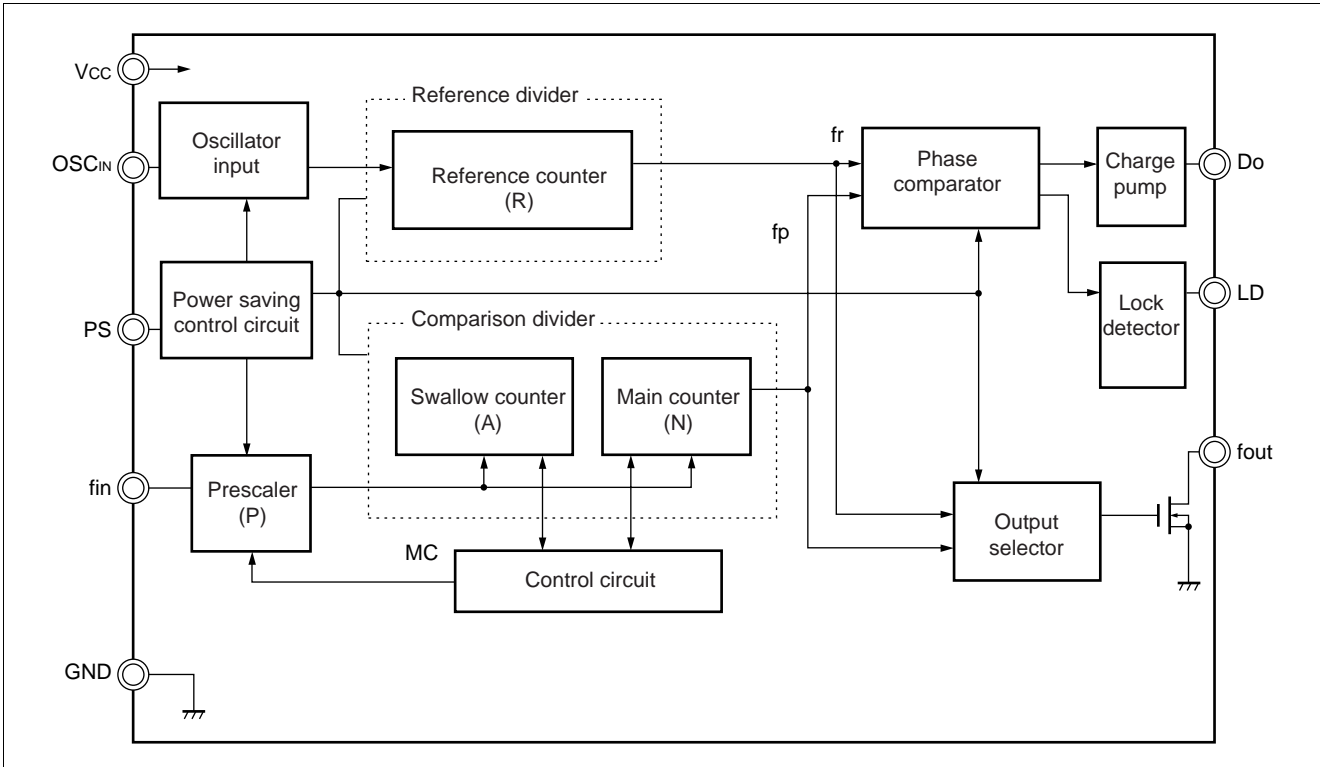 Vcc
Reference divider
Oscillator
input
fr
Phase
comparator
Charge
pump
OSCIN
Do
Reference counter
(R)
fp
Power saving
control circuit
LD
Lock
detector
PS
Comparison divider
Swallow counter
(A)
Main counter
(N)
fout
fin
Prescaler
(P)
Output
selector
MC
Control circuit
GND